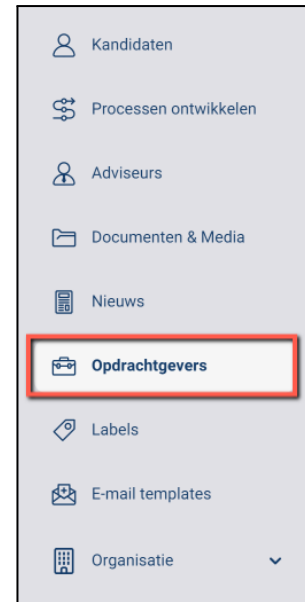 Kandidaten
Processen ontwikkelen
Adviseurs
Documenten & Media
Nieuws
Opdrachtgevers
Labels
E-mail templates
Organisatie